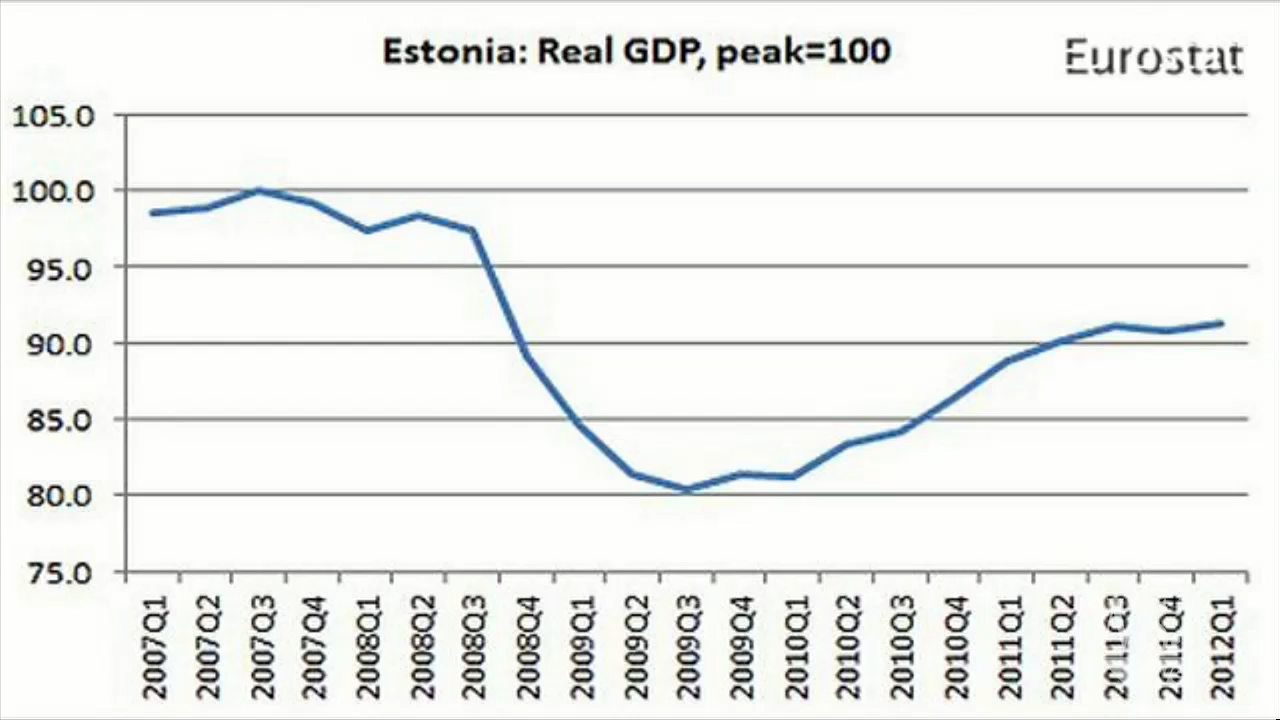 Estonia: Real GDP, peak=100
Eurostat
105.0
100.0
95.0
90.0
85.0
80.0
75.0
2007Q1
2007Q2
2007Q3
2007Q4
2008Q1
2008Q2
2008Q3
2008Q4
2009Q1
2009Q2
2009Q3
2009Q4
2010Q1
2010Q2
2010Q3
2010Q4
2011Q1
2011Q2
2011Q3
2011Q4
2012Q1